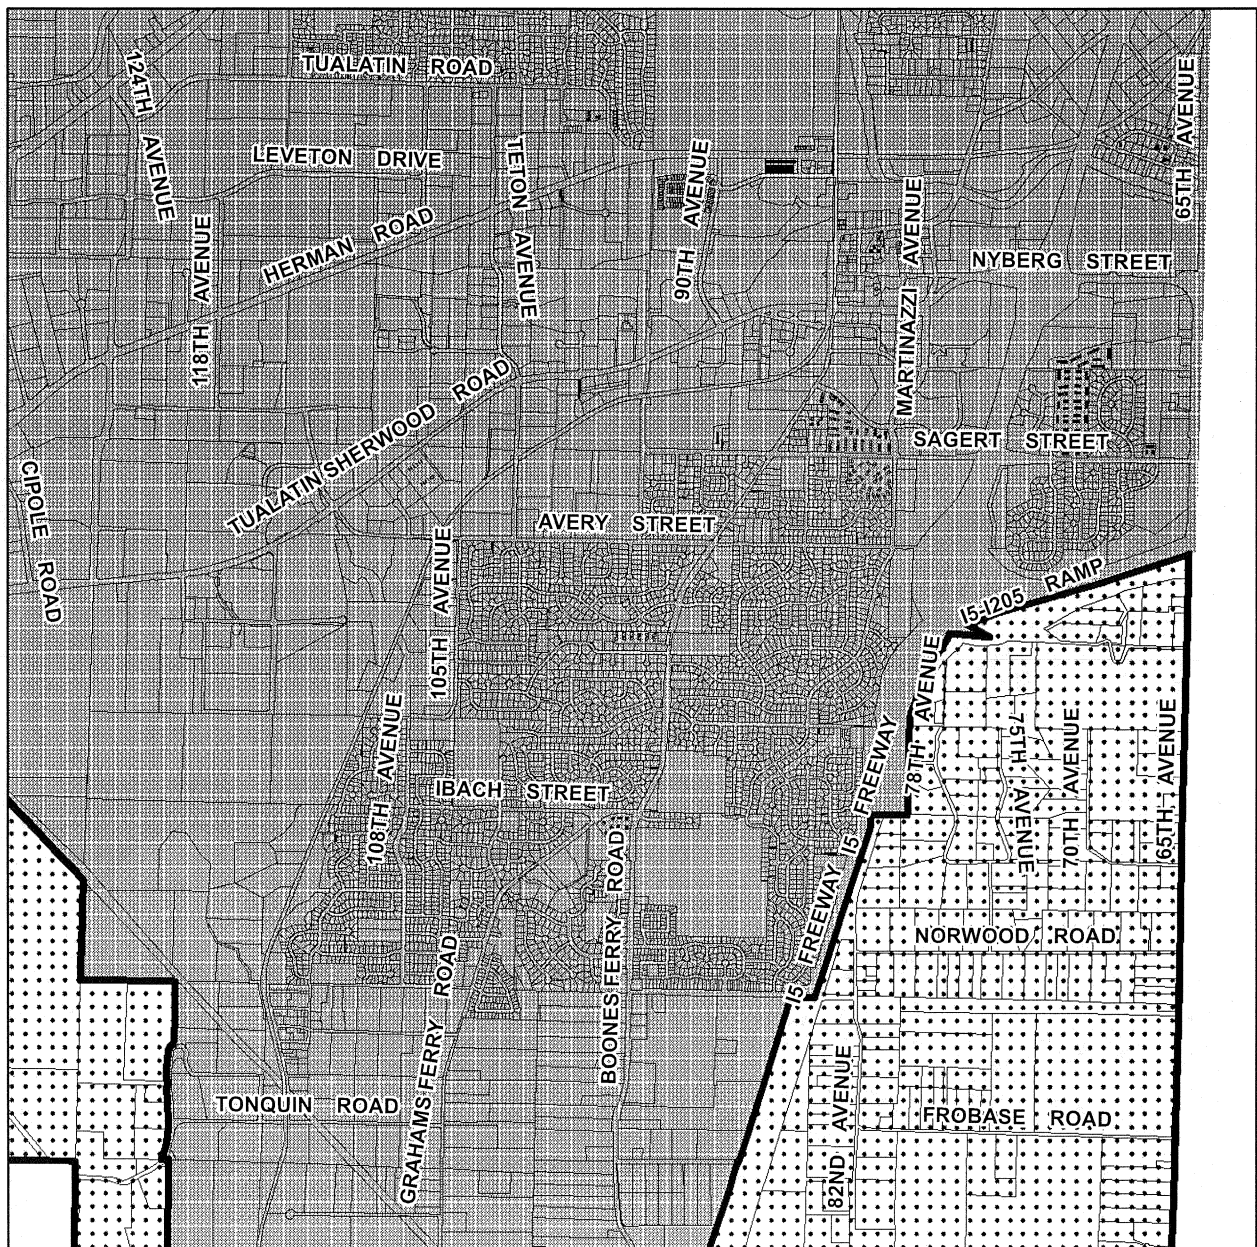 TUALATIN ROAD
124TH AVENUE
65TH AVENUE
LEVETON DRIVE
TETON AVENUE
90TH AVENUE
MARTINAZZI AVENUE
118TH AVENUE
HERMAN ROAD
NYBERG STREET
TUALATIN SHERWOOD ROAD
SAGERT STREET
CIPOLE ROAD
AVERY STREET
105TH AVENUE
I5-I205 RAMP
78TH AVENUE
108TH AVENUE
I5 FREEWAY
75TH AVENUE
70TH AVENUE
65TH AVENUE
IBACH STREET
BOONES FERRY ROAD
I5 FREEWAY
NORWOOD ROAD
GRAHAMS FERRY ROAD
TONQUIN ROAD
82ND AVENUE
FROBASE ROAD